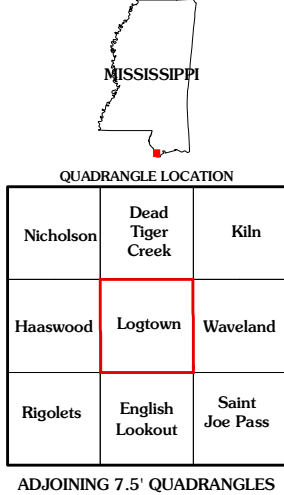 MISSISSIPPI
QUADRANGLE LOCATION
Nicholson
Dead
Tiger
Creek
Kiln
Haaswood
Logtown
Waveland
Rigolets
English
Lookout
Saint
Joe Pass
ADJOINING 7.5' QUADRANGLES